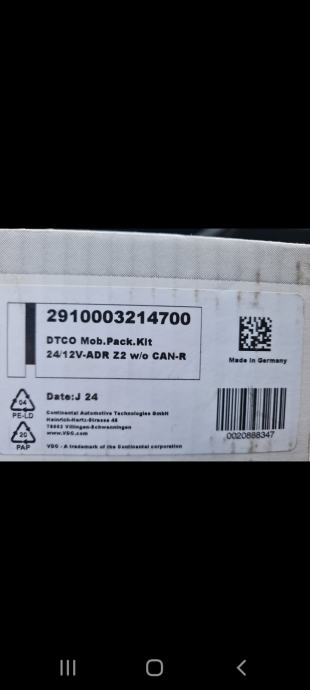 2910003214700
DTCO Mob.Pack.Kit
24/12V-ADR Z2 w/o CAN-R
Made in Germany
Date:J 24
04
PE-LD
20
PAP
Continental Automotive Technologies GmbH
Heinrich-Hertz-Strasse 45
78052 Villingen-Schwenningen
www.VDO.com
VDO - A trademark of the Continental corporation
0020888347